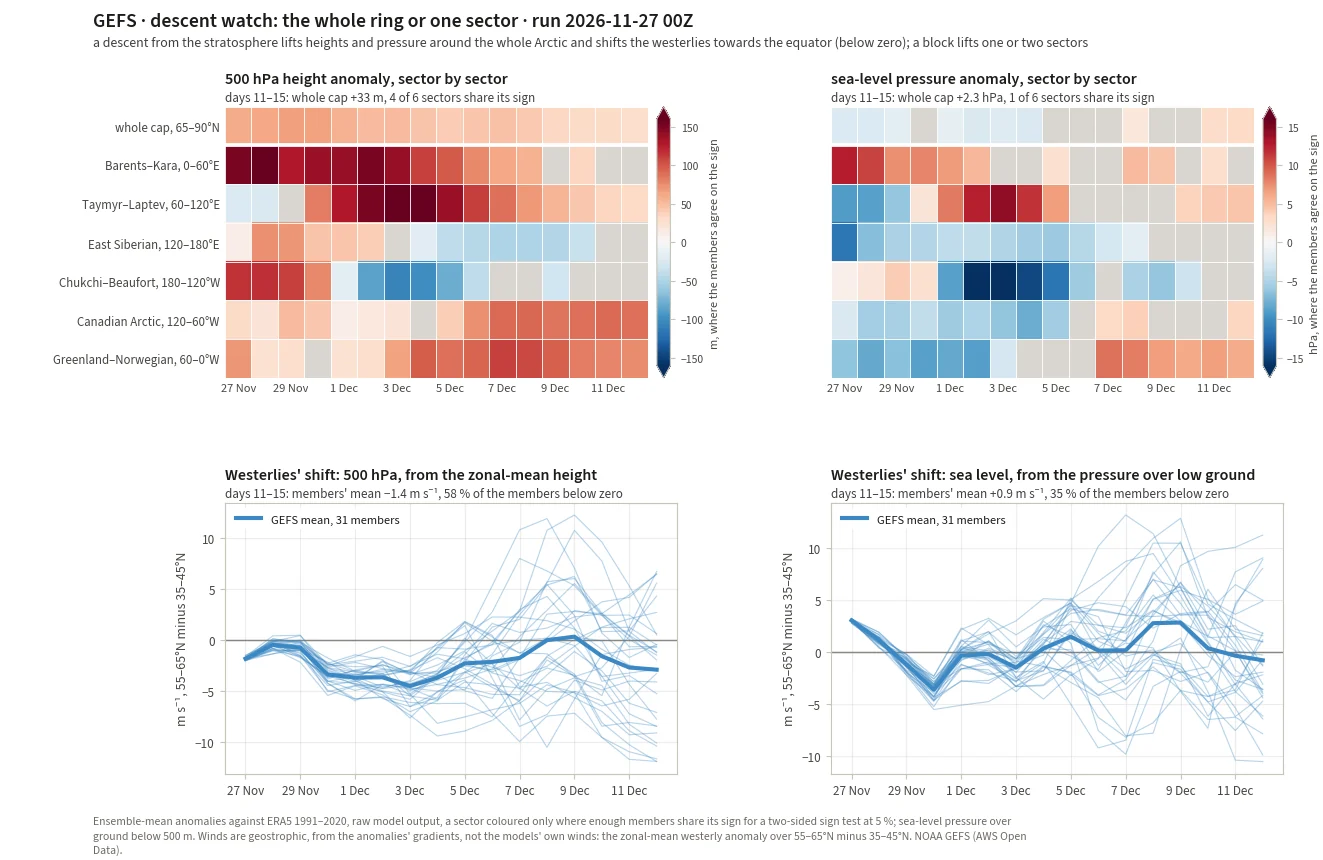 GEFS · descent watch: the whole ring or one sector · run 2026-11-27 00Z
a descent from the stratosphere lifts heights and pressure around the whole Arctic and shifts the westerlies towards the equator (below zero); a block lifts one or two sectors
500 hPa height anomaly, sector by sector
days 11–15: whole cap +33 m, 4 of 6 sectors share its sign
whole cap, 65–90°N
Barents–Kara, 0–60°E
Taymyr–Laptev, 60–120°E
East Siberian, 120–180°E
Chukchi–Beaufort, 180–120°W
Canadian Arctic, 120–60°W
Greenland–Norwegian, 60–0°W
27 Nov 29 Nov 1 Dec 3 Dec 5 Dec 7 Dec 9 Dec 11 Dec
150
100
50
0
−50
−100
−150
m, where the members agree on the sign
sea-level pressure anomaly, sector by sector
days 11–15: whole cap +2.3 hPa, 1 of 6 sectors share its sign
27 Nov 29 Nov 1 Dec 3 Dec 5 Dec 7 Dec 9 Dec 11 Dec
15
10
5
0
−5
−10
−15
hPa, where the members agree on the sign
Westerlies' shift: 500 hPa, from the zonal-mean height
days 11–15: members' mean −1.4 m s⁻¹, 58 % of the members below zero
GEFS mean, 31 members
m s⁻¹, 55–65°N minus 35–45°N
10
5
0
−5
−10
27 Nov 29 Nov 1 Dec 3 Dec 5 Dec 7 Dec 9 Dec 11 Dec
Westerlies' shift: sea level, from the pressure over low ground
days 11–15: members' mean +0.9 m s⁻¹, 35 % of the members below zero
GEFS mean, 31 members
m s⁻¹, 55–65°N minus 35–45°N
10
5
0
−5
−10
27 Nov 29 Nov 1 Dec 3 Dec 5 Dec 7 Dec 9 Dec 11 Dec
Ensemble-mean anomalies against ERA5 1991–2020, raw model output, a sector coloured only where enough members share its sign for a two-sided sign test at 5 %; sea-level pressure over
ground below 500 m. Winds are geostrophic, from the anomalies' gradients, not the models' own winds: the zonal-mean westerly anomaly over 55–65°N minus 35–45°N. NOAA GEFS (AWS Open
Data).